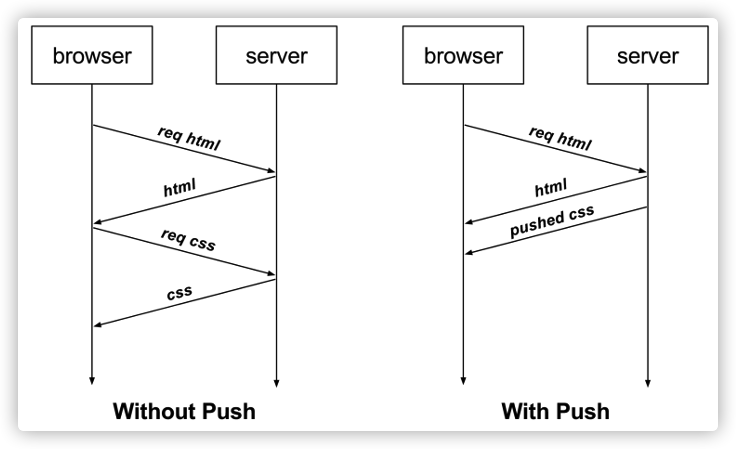 browser
server
req html
html
req css
css
Without Push
browser
server
req html
html
pushed css
With Push